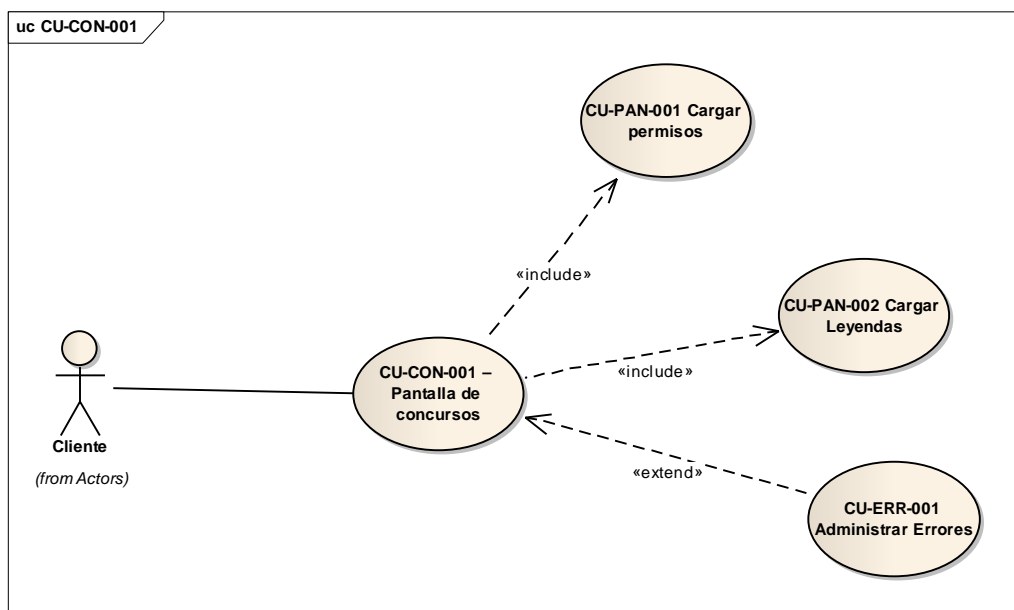 uc CU-CON-001
CU-PAN-001 Cargar
permisos
«include»
CU-PAN-002 Cargar
Leyendas
«include»
CU-CON-001 –
Pantalla de
concursos
Cliente
(from Actors)
«extend»
CU-ERR-001
Administrar Errores